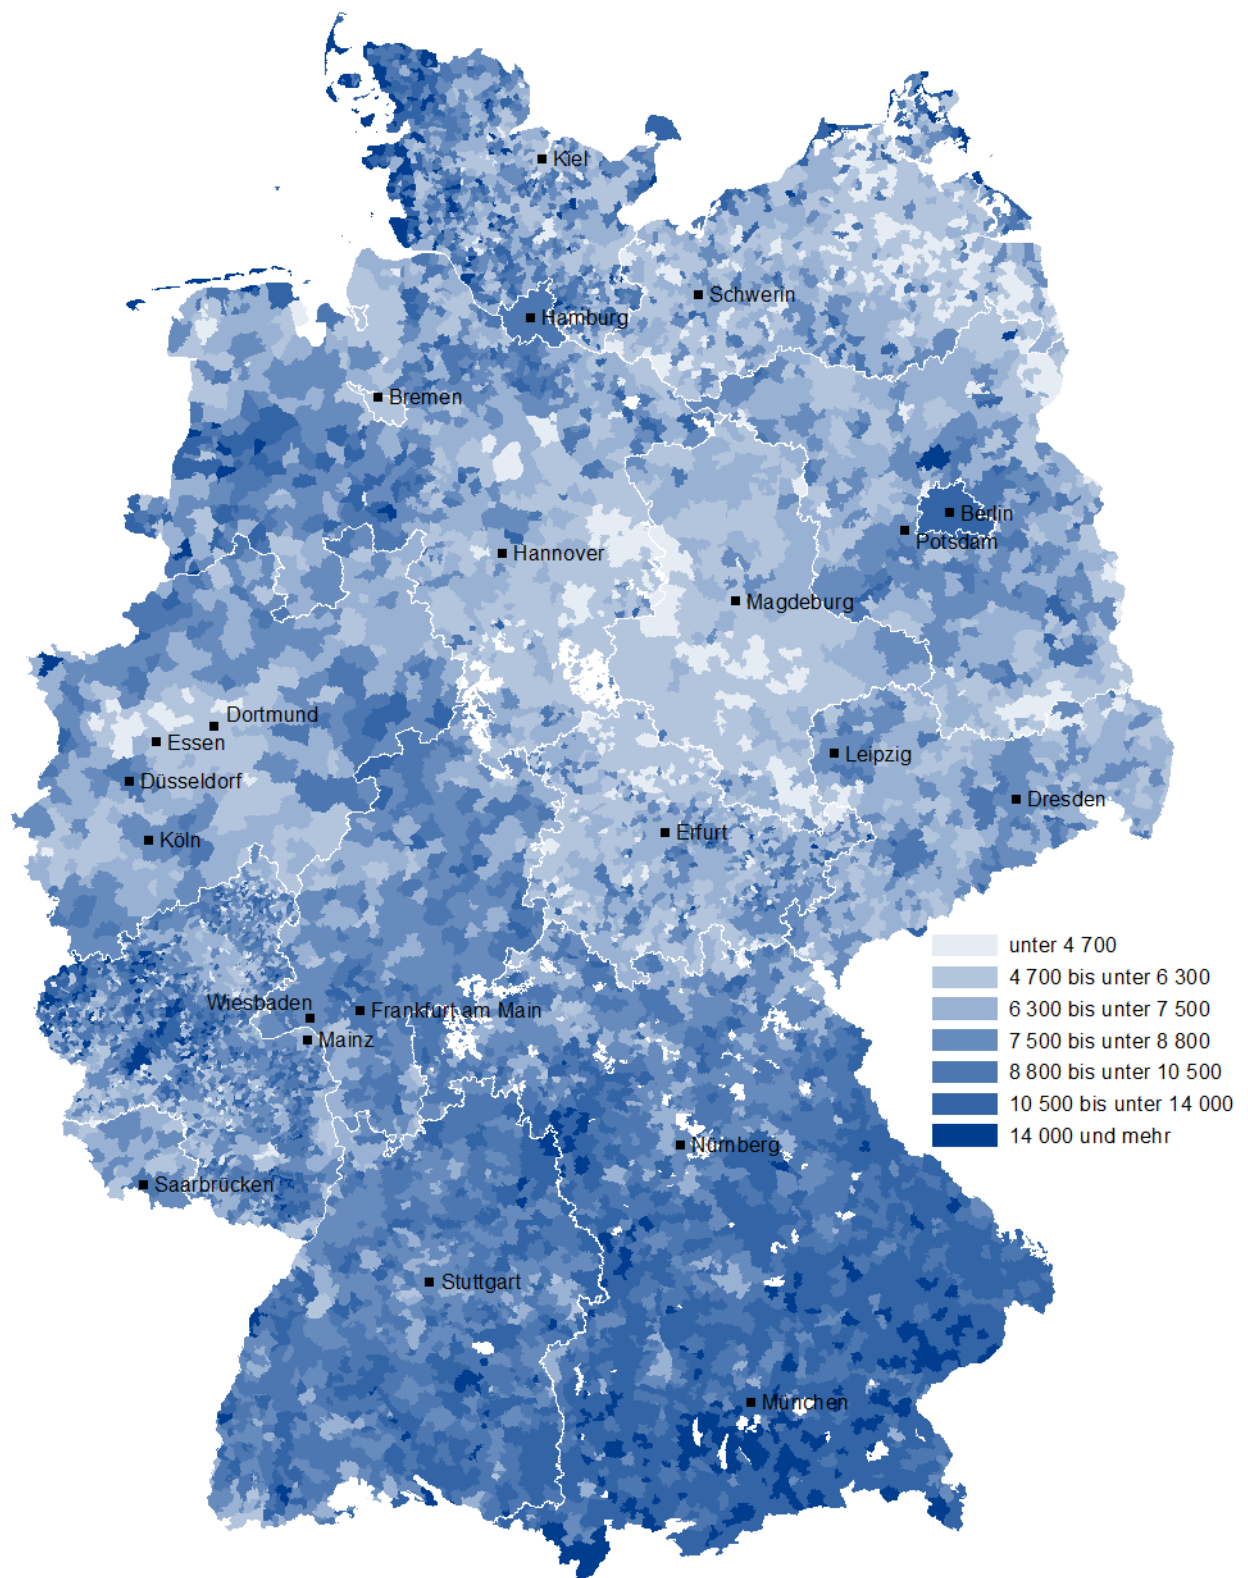 Kiel
Schwerin
Hamburg
Bremen
Berlin
Potsdam
Hannover
Magdeburg
Dortmund
Essen
Düsseldorf
Leipzig
Dresden
Köln
Erfurt
Wiesbaden
Frankfurt am Main
Mainz
Nürnberg
Saarbrücken
Stuttgart
München
unter 4 700
4 700 bis unter 6 300
6 300 bis unter 7 500
7 500 bis unter 8 800
8 800 bis unter 10 500
10 500 bis unter 14 000
14 000 und mehr